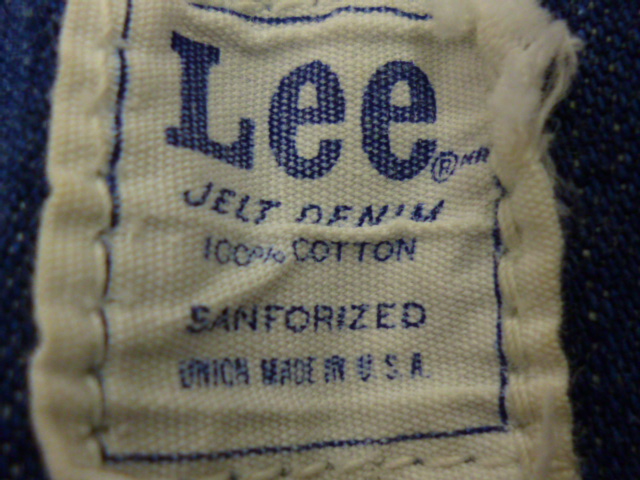 Lee
® MR
JELT DENIM
100% COTTON
SANFORIZED
UNION MADE IN U.S.A.